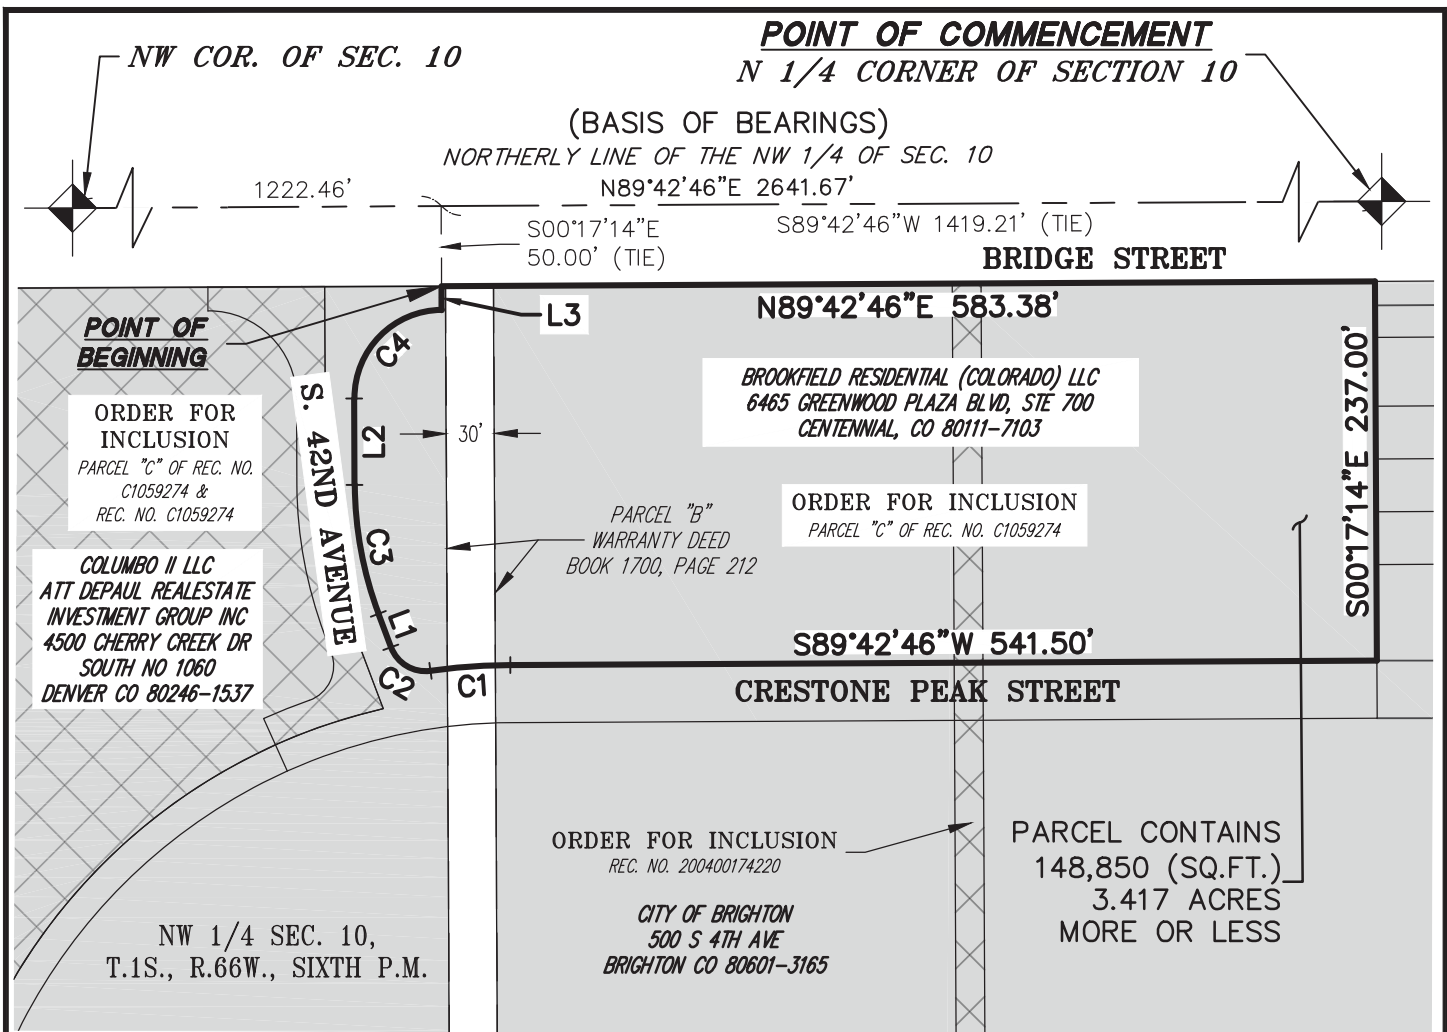 NW COR. OF SEC. 10
POINT OF COMMENCEMENT
N 1/4 CORNER OF SECTION 10
(BASIS OF BEARINGS)
NORTHERLY LINE OF THE NW 1/4 OF SEC. 10
1222.46'
N89°42'46"E 2641.67'
S00°17'14"E
50.00' (TIE)
S89°42'46"W 1419.21' (TIE)
BRIDGE STREET
POINT OF
BEGINNING
L3
N89°42'46"E 583.38'
C4
S00°17'14"E 237.00'
BROOKFIELD RESIDENTIAL (COLORADO) LLC
6465 GREENWOOD PLAZA BLVD, STE 700
CENTENNIAL, CO 80111-7103
ORDER FOR
INCLUSION
PARCEL "C" OF REC. NO.
C1059274 &
REC. NO. C1059274
S. 42ND AVENUE
L2
30'
ORDER FOR INCLUSION
PARCEL "C" OF REC. NO. C1059274
PARCEL "B"
WARRANTY DEED
BOOK 1700, PAGE 212
C3
COLUMBO II LLC
ATT DEPAUL REALESTATE
INVESTMENT GROUP INC
4500 CHERRY CREEK DR
SOUTH NO 1060
DENVER CO 80246-1537
L1
C2
C1
S89°42'46"W 541.50'
CRESTONE PEAK STREET
ORDER FOR INCLUSION
REC. NO. 200400174220
CITY OF BRIGHTON
500 S 4TH AVE
BRIGHTON CO 80601-3165
PARCEL CONTAINS
148,850 (SQ.FT.)
3.417 ACRES
MORE OR LESS
NW 1/4 SEC. 10,
T.1S., R.66W., SIXTH P.M.